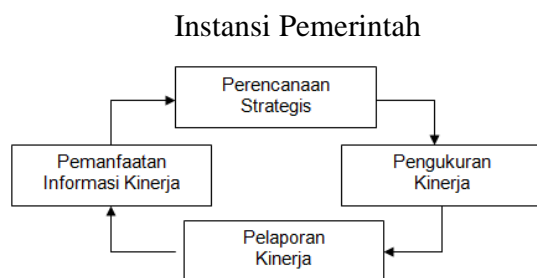 Instansi Pemerintah
Perencanaan
Strategis
Pemanfaatan
Informasi Kinerja
Pengukuran
Kinerja
Pelaporan
Kinerja